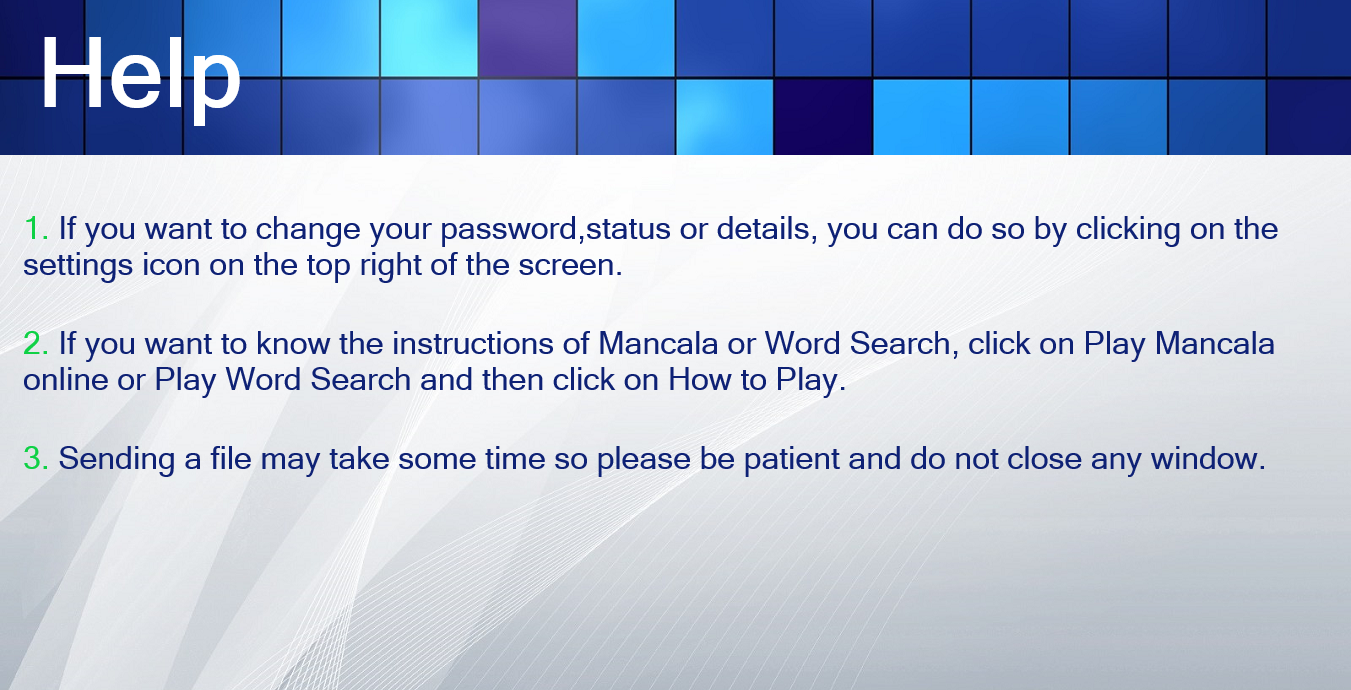 Help
1. If you want to change your password,status or details, you can do so by clicking on the
settings icon on the top right of the screen.
2. If you want to know the instructions of Mancala or Word Search, click on Play Mancala
online or Play Word Search and then click on How to Play.
3. Sending a file may take some time so please be patient and do not close any window.